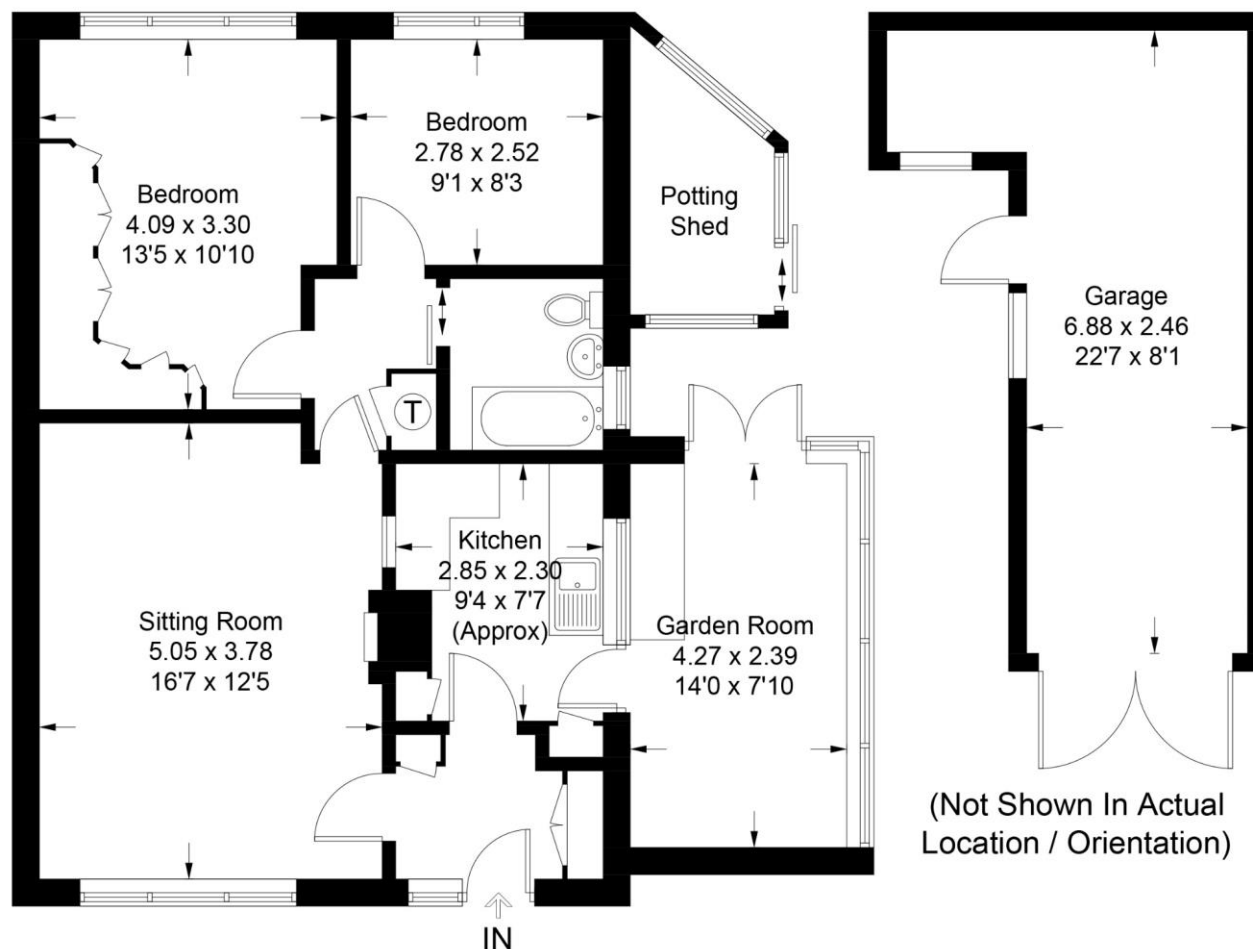 Bedroom
4.09 x 3.30
13'5 x 10'10
Bedroom
2.78 x 2.52
9'1 x 8'3
Potting
Shed
Garage
6.88 x 2.46
22'7 x 8'1
T
Sitting Room
5.05 x 3.78
16'7 x 12'5
Kitchen
2.85 x 2.30
9'4 x 7'7
(Approx)
Garden Room
4.27 x 2.39
14'0 x 7'10
(Not Shown In Actual
Location / Orientation)
IN